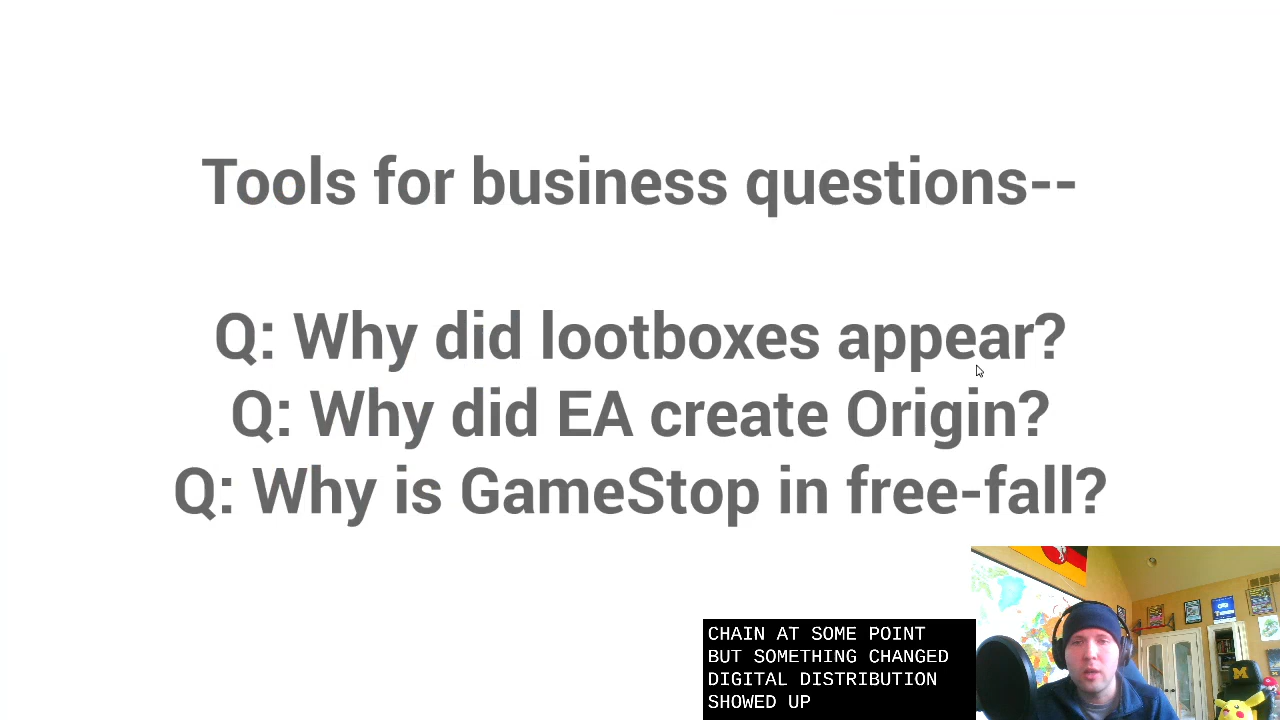 Tools for business questions--
Q: Why did lootboxes appear?
Q: Why did EA create Origin?
Q: Why is GameStop in free-fall?
CHAIN AT SOME POINT
BUT SOMETHING CHANGED
DIGITAL DISTRIBUTION
SHOWED UP
M